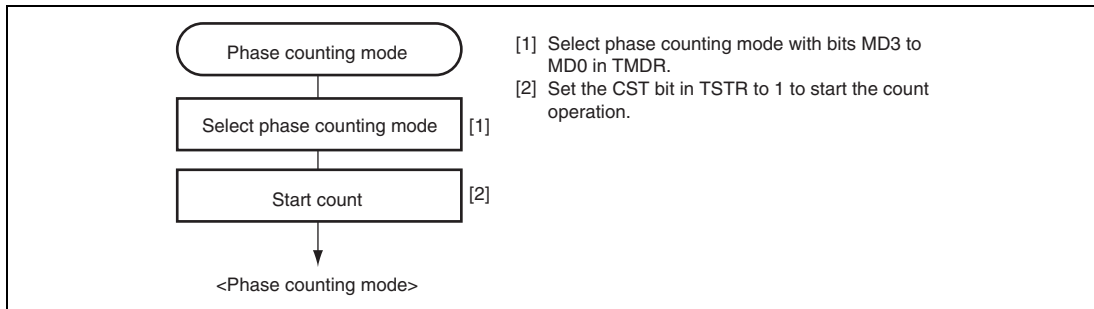 Phase counting mode
Select phase counting mode [1]
Start count [2]
<Phase counting mode>
[1] Select phase counting mode with bits MD3 to
MD0 in TMDR.
[2] Set the CST bit in TSTR to 1 to start the count
operation.